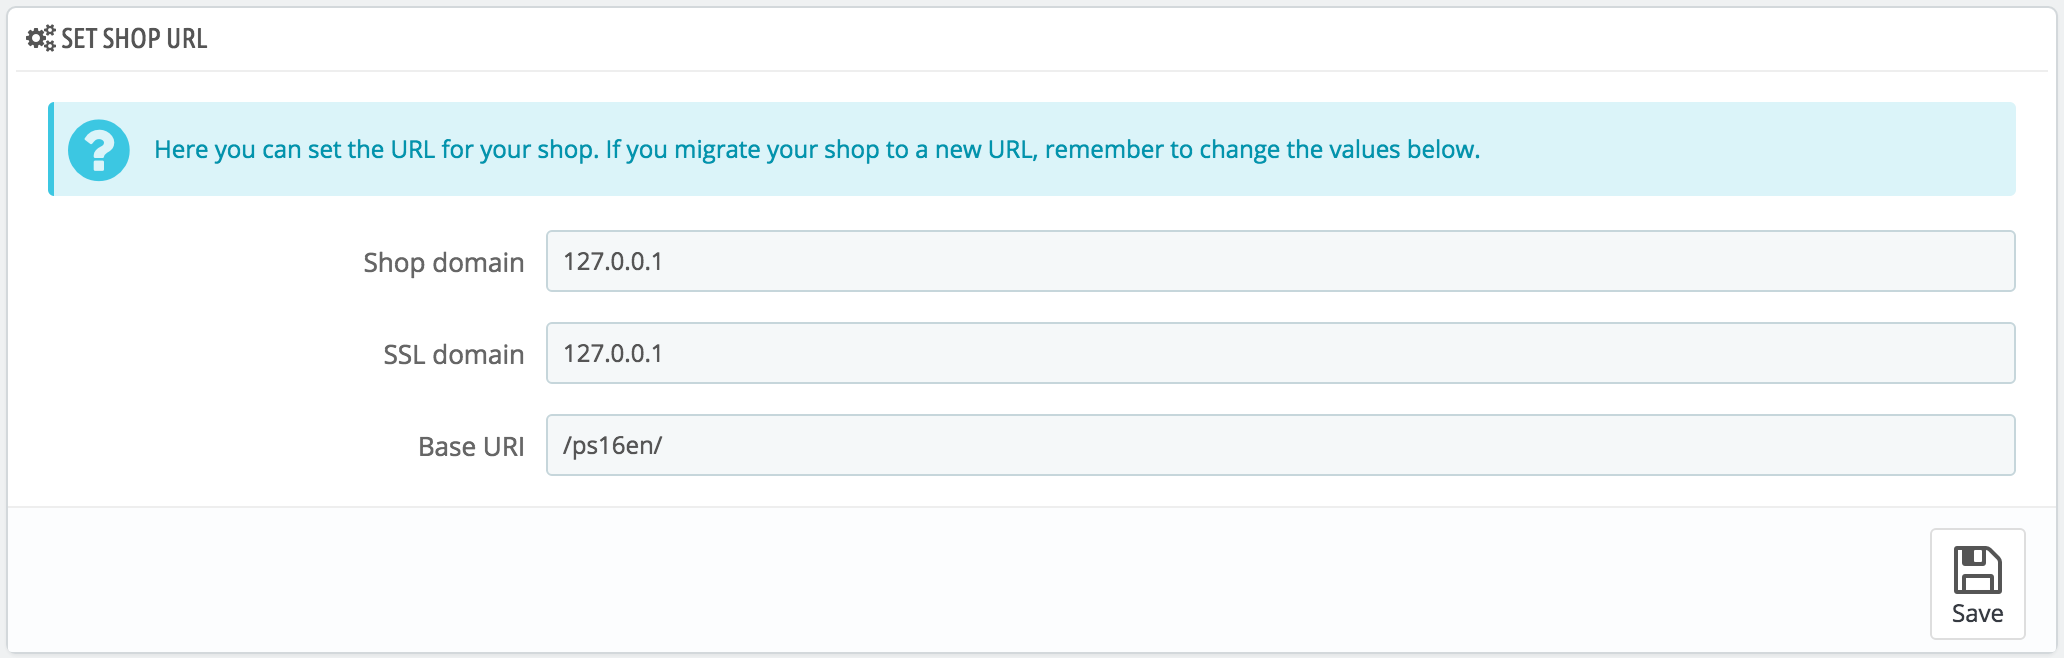 SET SHOP URL
Here you can set the URL for your shop. If you migrate your shop to a new URL, remember to change the values below.
Shop domain 127.0.0.1
SSL domain 127.0.0.1
Base URI /ps16en/
Save